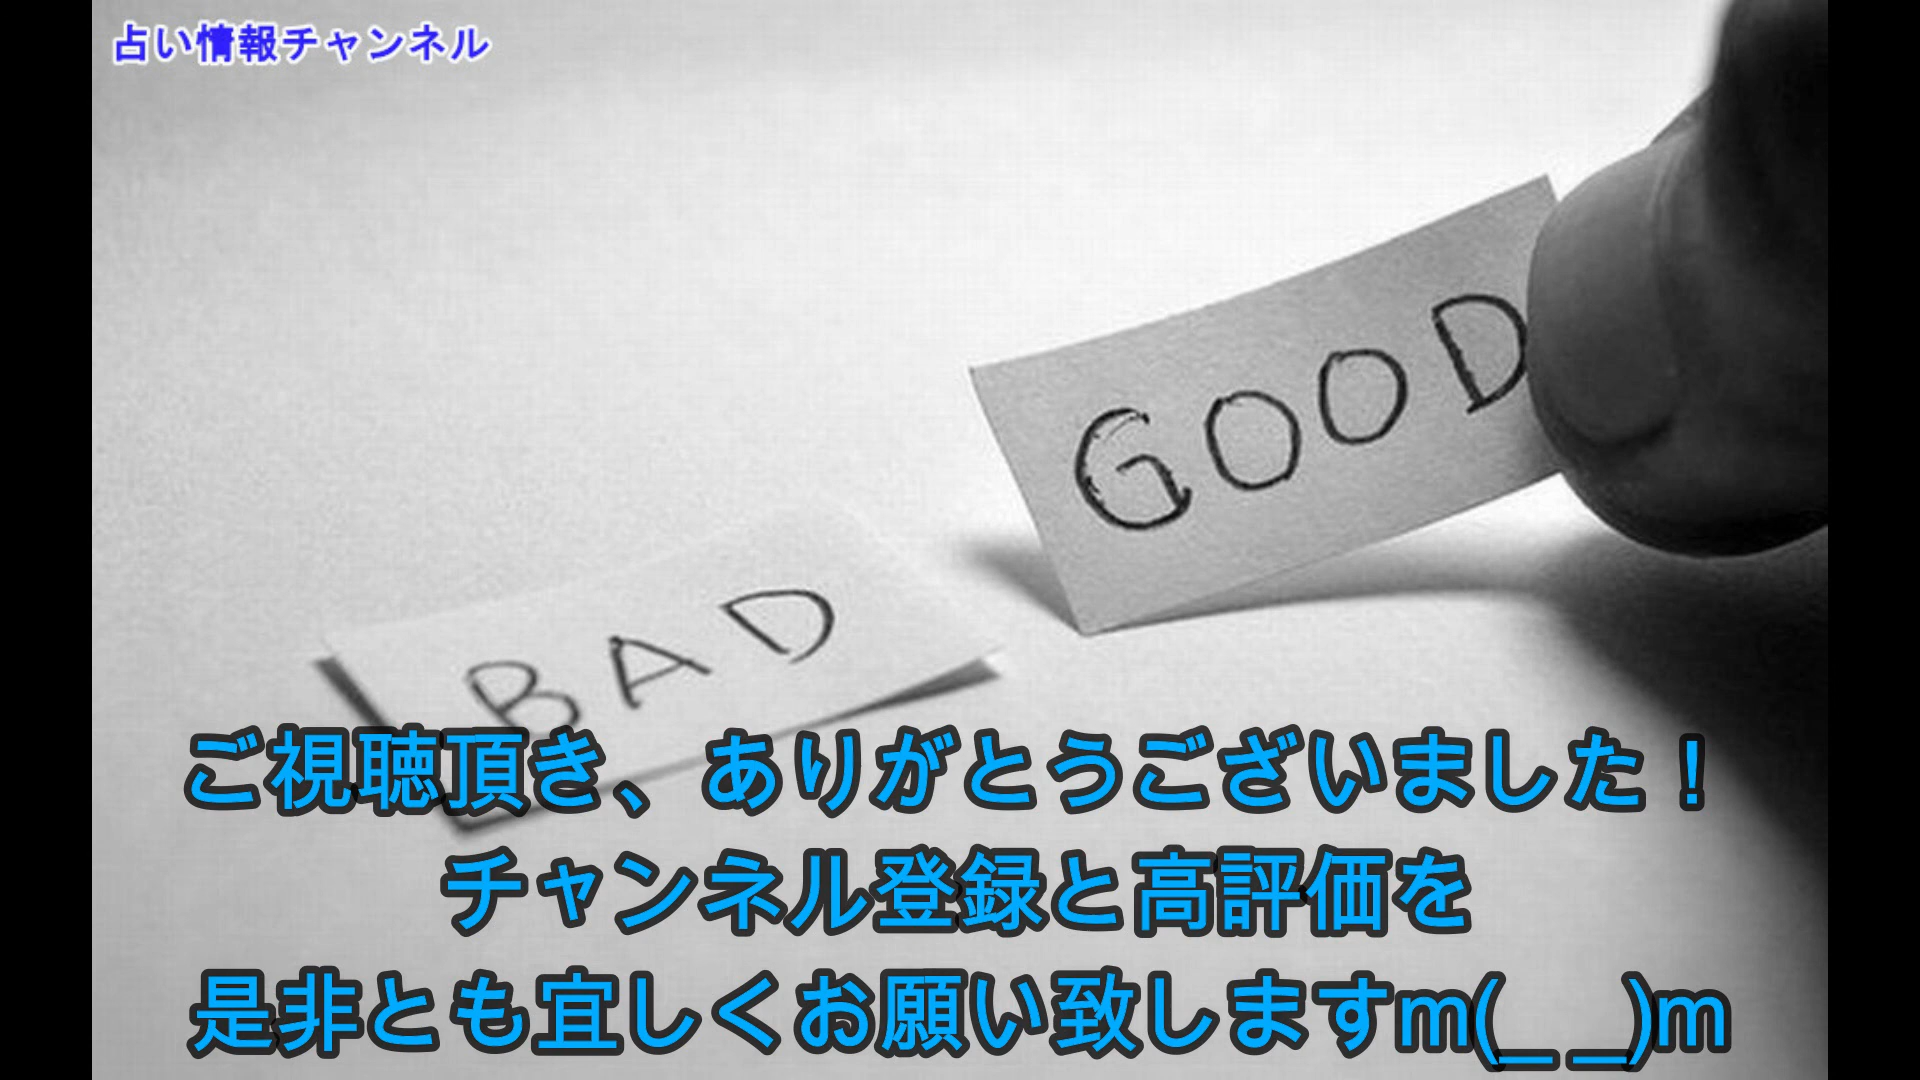 占い情報チャンネル
GOOD
BAD
ご視聴頂き、ありがとうございました！
チャンネル登録と高評価を
是非とも宜しくお願い致しますm(_ _)m